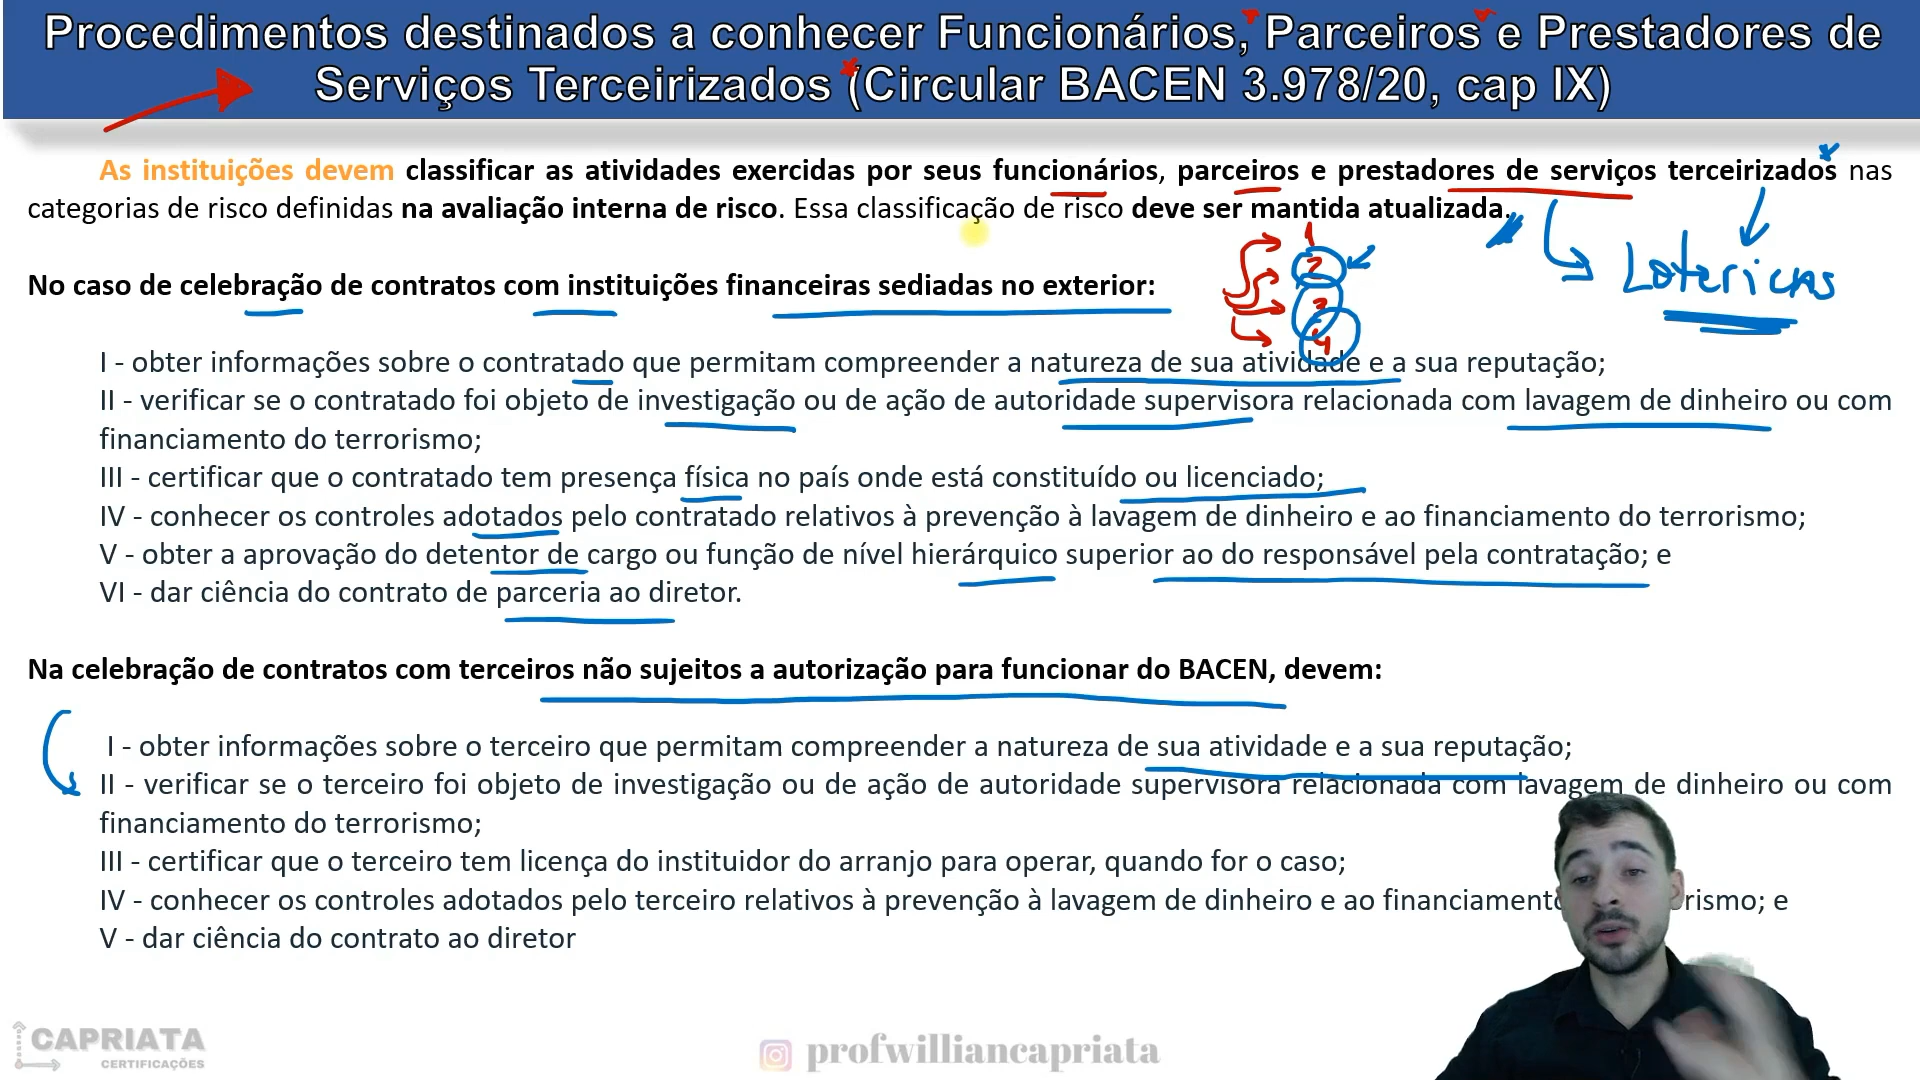 Procedimentos destinados a conhecer Funcionários, Parceiros e Prestadores de
Serviços Terceirizados (Circular BACEN 3.978/20, cap IX)
As instituições devem classificar as atividades exercidas por seus funcionários, parceiros e prestadores de serviços terceirizados nas
categorias de risco definidas na avaliação interna de risco. Essa classificação de risco deve ser mantida atualizada.
1
2
3
4
Lotericas
No caso de celebração de contratos com instituições financeiras sediadas no exterior:
I - obter informações sobre o contratado que permitam compreender a natureza de sua atividade e a sua reputação;
II - verificar se o contratado foi objeto de investigação ou de ação de autoridade supervisora relacionada com lavagem de dinheiro ou com
financiamento do terrorismo;
III - certificar que o contratado tem presença física no país onde está constituído ou licenciado;
IV - conhecer os controles adotados pelo contratado relativos à prevenção à lavagem de dinheiro e ao financiamento do terrorismo;
V - obter a aprovação do detentor de cargo ou função de nível hierárquico superior ao do responsável pela contratação; e
VI - dar ciência do contrato de parceria ao diretor.
Na celebração de contratos com terceiros não sujeitos a autorização para funcionar do BACEN, devem:
I - obter informações sobre o terceiro que permitam compreender a natureza de sua atividade e a sua reputação;
II - verificar se o terceiro foi objeto de investigação ou de ação de autoridade supervisora relacionada com lavagem de dinheiro ou com
financiamento do terrorismo;
III - certificar que o terceiro tem licença do instituidor do arranjo para operar, quando for o caso;
IV - conhecer os controles adotados pelo terceiro relativos à prevenção à lavagem de dinheiro e ao financiamento rismo; e
V - dar ciência do contrato ao diretor
CAPRIATA
CERTIFICAÇÕES
profwilliancapriata